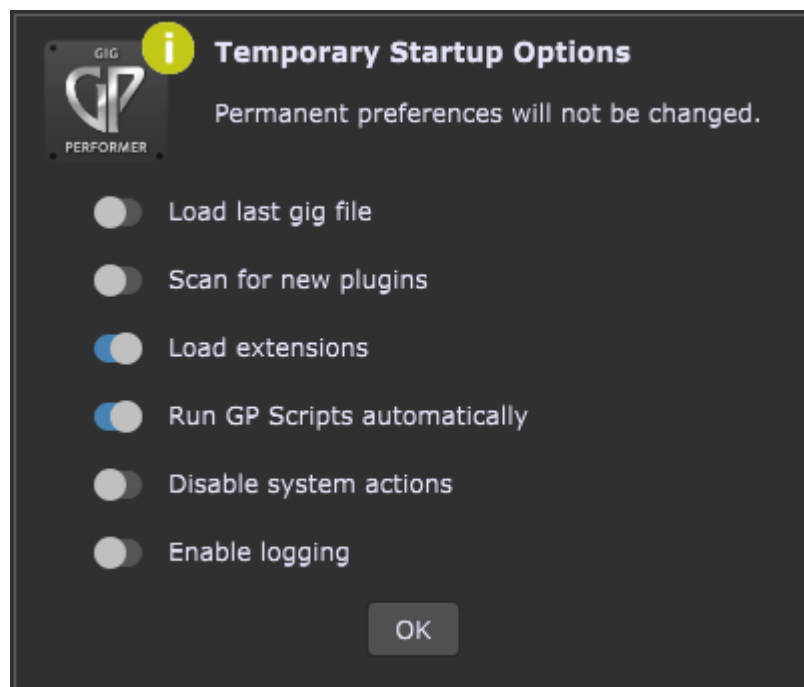 GIG
GP
PERFORMER
i
Temporary Startup Options
Permanent preferences will not be changed.
Load last gig file
Scan for new plugins
Load extensions
Run GP Scripts automatically
Disable system actions
Enable logging
OK